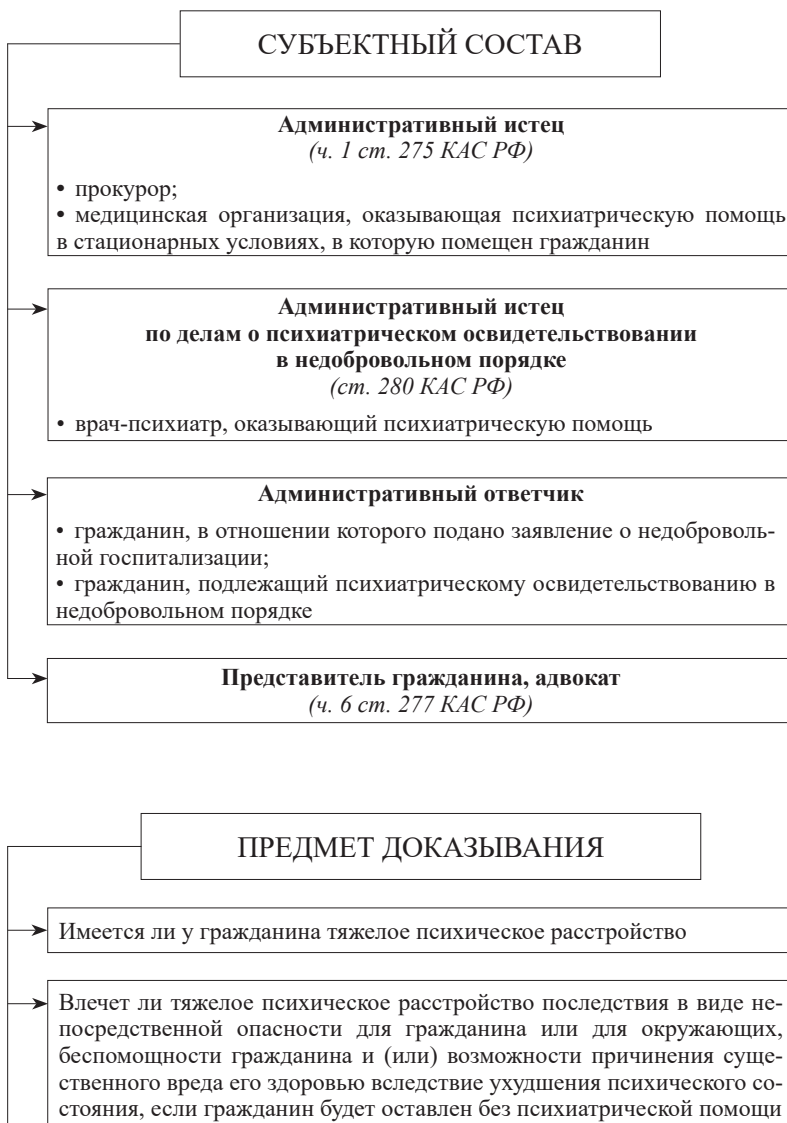 СУБЪЕКТНЫЙ СОСТАВ
Административный истец
(ч. 1 ст. 275 КАС РФ)
• прокурор;
• медицинская организация, оказывающая психиатрическую помощь
в стационарных условиях, в которую помещен гражданин
Административный истец
по делам о психиатрическом освидетельствовании
в недобровольном порядке
(ст. 280 КАС РФ)
• врач-психиатр, оказывающий психиатрическую помощь
Административный ответчик
• гражданин, в отношении которого подано заявление о недоброволь-
ной госпитализации;
• гражданин, подлежащий психиатрическому освидетельствованию в
недобровольном порядке
Представитель гражданина, адвокат
(ч. 6 ст. 277 КАС РФ)
ПРЕДМЕТ ДОКАЗЫВАНИЯ
Имеется ли у гражданина тяжелое психическое расстройство
Влечет ли тяжелое психическое расстройство последствия в виде не-
посредственной опасности для гражданина или для окружающих,
беспомощности гражданина и (или) возможности причинения суще-
ственного вреда его здоровью вследствие ухудшения психического со-
стояния, если гражданин будет оставлен без психиатрической помощи